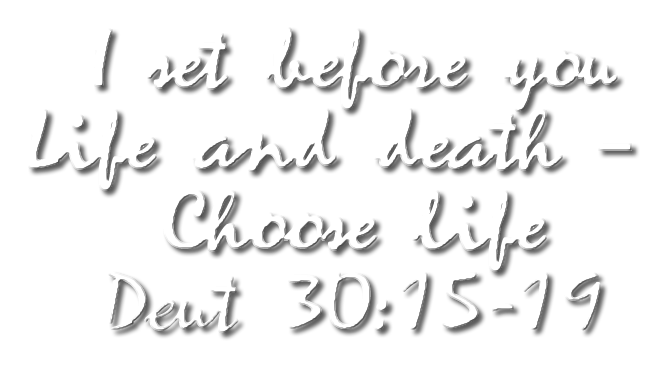 I set before you
Life and death –
Choose life
Deut 30:15-19